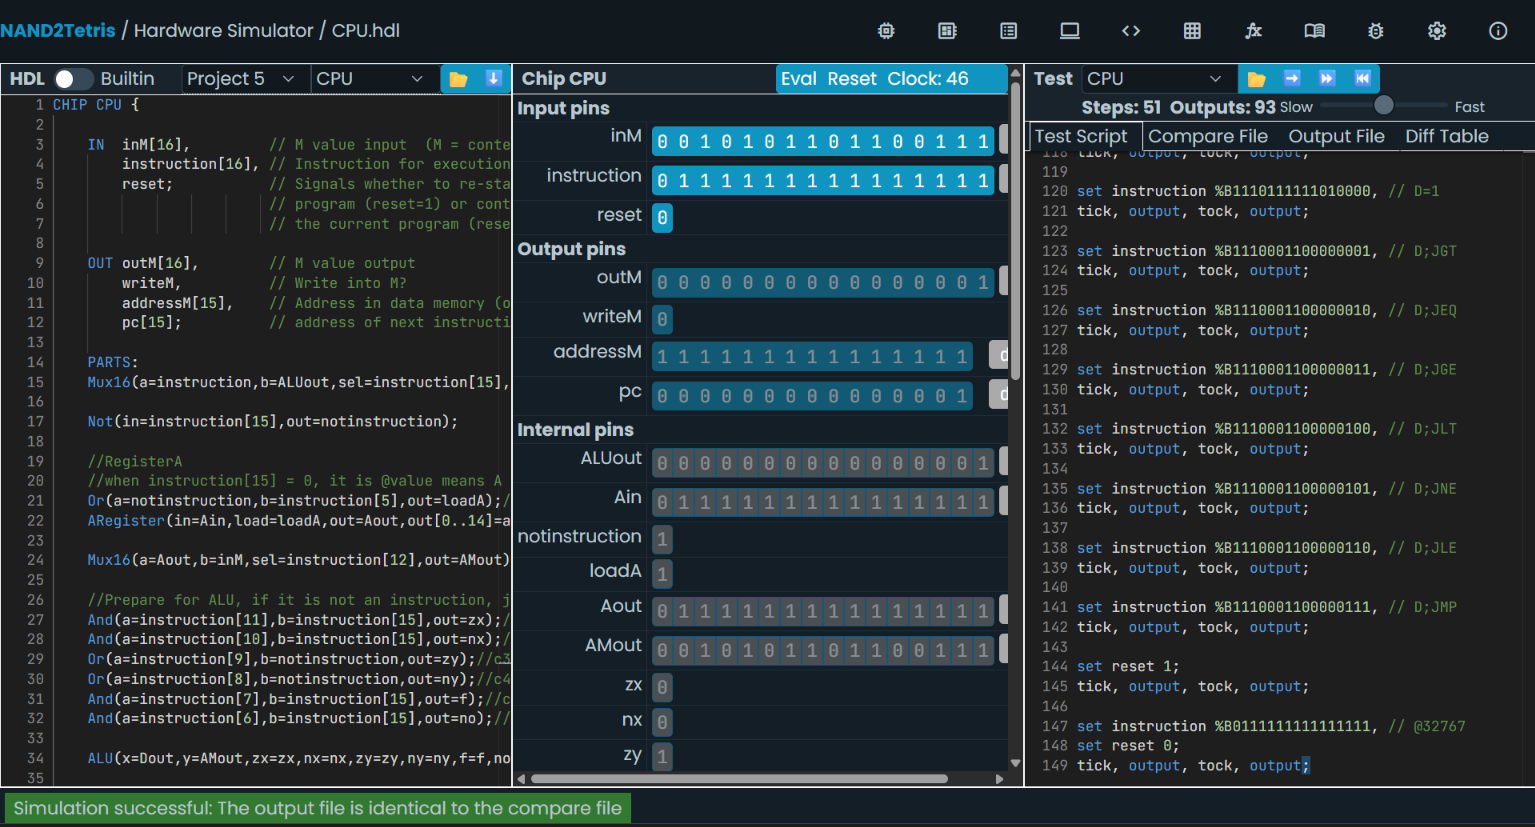 NAND2Tetris / Hardware Simulator / CPU.hdl
HDL Builtin Project 5 CPU
1 CHIP CPU {
2
3 IN inM[16], // M value input (M = conte
4 instruction[16], // Instruction for execution
5 reset; // Signals whether to re-sta
6 // program (reset=1) or cont
7 // the current program (rese
8
9 OUT outM[16], // M value output
10 writeM, // Write into M?
11 addressM[15], // Address in data memory (o
12 pc[15]; // address of next instructi
13
14 PARTS:
15 Mux16(a=instruction,b=ALUout,sel=instruction[15],
16
17 Not(in=instruction[15],out=notinstruction);
18
19 //RegisterA
20 //when instruction[15] = 0, it is @value means A
21 Or(a=notinstruction,b=instruction[5],out=loadA);/
22 ARegister(in=Ain,load=loadA,out=Aout,out[0..14]=a
23
24 Mux16(a=Aout,b=inM,sel=instruction[12],out=AMout)
25
26 //Prepare for ALU, if it is not an instruction, j
27 And(a=instruction[11],b=instruction[15],out=zx);/
28 And(a=instruction[10],b=instruction[15],out=nx);/
29 Or(a=instruction[9],b=notinstruction,out=zy);//c3
30 Or(a=instruction[8],b=notinstruction,out=ny);//c4
31 And(a=instruction[7],b=instruction[15],out=f);//c
32 And(a=instruction[6],b=instruction[15],out=no);//
33
34 ALU(x=Dout,y=AMout,zx=zx,nx=nx,zy=zy,ny=ny,f=f,no
35
Chip CPU Eval Reset Clock: 46
Input pins
inM 0 0 1 0 1 0 1 1 0 1 1 0 0 1 1 1
instruction 0 1 1 1 1 1 1 1 1 1 1 1 1 1 1 1
reset 0
Output pins
outM 0 0 0 0 0 0 0 0 0 0 0 0 0 0 0 1
writeM 0
addressM 1 1 1 1 1 1 1 1 1 1 1 1 1 1 1 d
pc 0 0 0 0 0 0 0 0 0 0 0 0 0 0 1 d
Internal pins
ALUout 0 0 0 0 0 0 0 0 0 0 0 0 0 0 0 1
Ain 0 1 1 1 1 1 1 1 1 1 1 1 1 1 1 1
notinstruction 1
loadA 1
Aout 0 1 1 1 1 1 1 1 1 1 1 1 1 1 1 1
AMout 0 0 1 0 1 0 1 1 0 1 1 0 0 1 1 1
zx 0
nx 0
zy 1
Test CPU
Steps: 51 Outputs: 93 Slow Fast
Test Script Compare File Output File Diff Table
118 tick, output, tock, output;
119
120 set instruction %B1110111111010000, // D=1
121 tick, output, tock, output;
122
123 set instruction %B1110001100000001, // D;JGT
124 tick, output, tock, output;
125
126 set instruction %B1110001100000010, // D;JEQ
127 tick, output, tock, output;
128
129 set instruction %B1110001100000011, // D;JGE
130 tick, output, tock, output;
131
132 set instruction %B1110001100000100, // D;JLT
133 tick, output, tock, output;
134
135 set instruction %B1110001100000101, // D;JNE
136 tick, output, tock, output;
137
138 set instruction %B1110001100000110, // D;JLE
139 tick, output, tock, output;
140
141 set instruction %B1110001100000111, // D;JMP
142 tick, output, tock, output;
143
144 set reset 1;
145 tick, output, tock, output;
146
147 set instruction %B0111111111111111, // @32767
148 set reset 0;
149 tick, output, tock, output;
Simulation successful: The output file is identical to the compare file